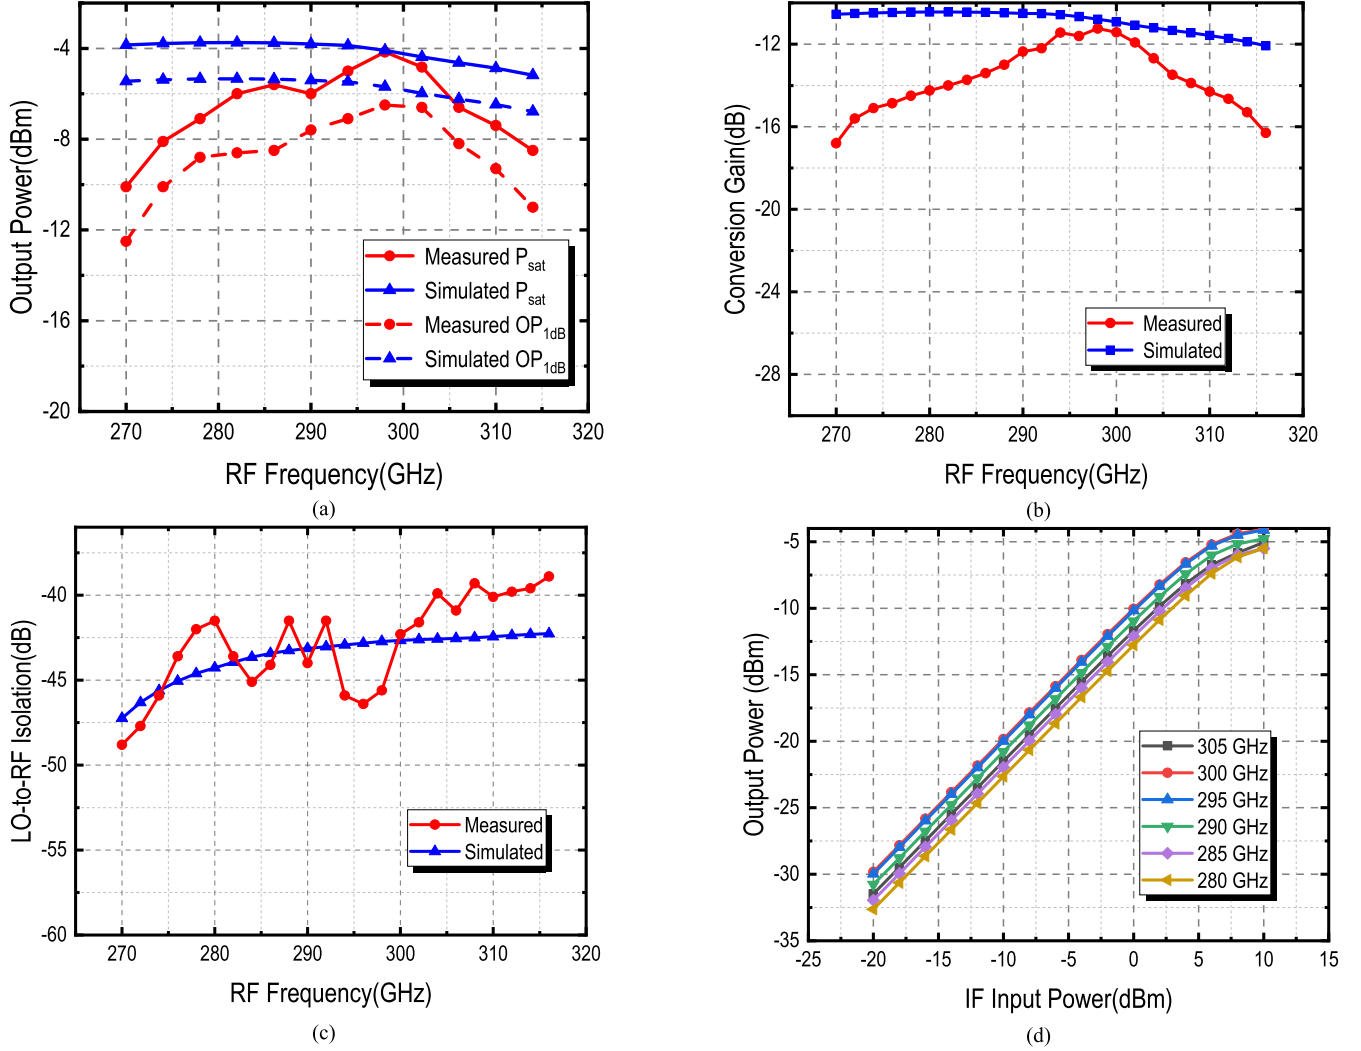 -4
-8
-12
-16
-20
270
280
290
300
310
320
Output Power(dBm)
RF Frequency(GHz)
Measured Psat
Simulated Psat
Measured OP1dB
Simulated OP1dB
(a)
-12
-16
-20
-24
-28
270
280
290
300
310
320
Conversion Gain(dB)
RF Frequency(GHz)
Measured
Simulated
(b)
-40
-45
-50
-55
-60
270
280
290
300
310
320
LO-to-RF Isolation(dB)
RF Frequency(GHz)
Measured
Simulated
(c)
-5
-10
-15
-20
-25
-30
-35
-25
-20
-15
-10
-5
0
5
10
15
Output Power (dBm)
IF Input Power(dBm)
305 GHz
300 GHz
295 GHz
290 GHz
285 GHz
280 GHz
(d)